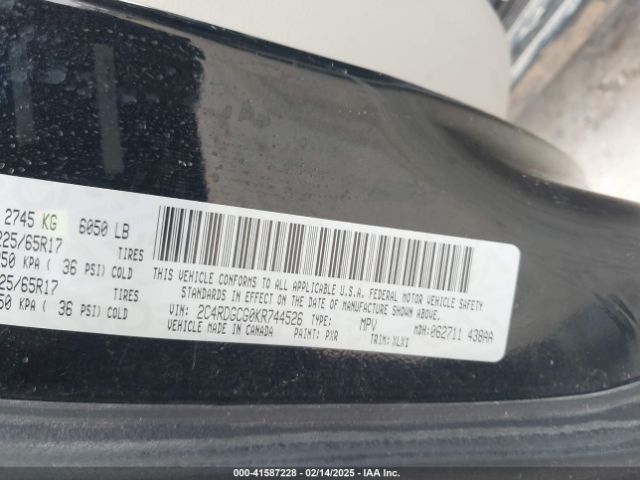 2745 KG 6050 LB
225/65R17 TIRES
250 KPA ( 36 PSI) COLD
225/65R17 TIRES
250 KPA ( 36 PSI) COLD
THIS VEHICLE CONFORMS TO ALL APPLICABLE U.S.A. FEDERAL MOTOR VEHICLE SAFETY
STANDARDS IN EFFECT ON THE DATE OF MANUFACTURE SHOWN ABOVE.
VIN: 2C4RDGCG0KR744526 TYPE: MPV MDH:062711 438AA
VEHICLE MADE IN CANADA PAINT: PXR TRIM:XLX1
000-41587228 - 02/14/2025 - IAA Inc.